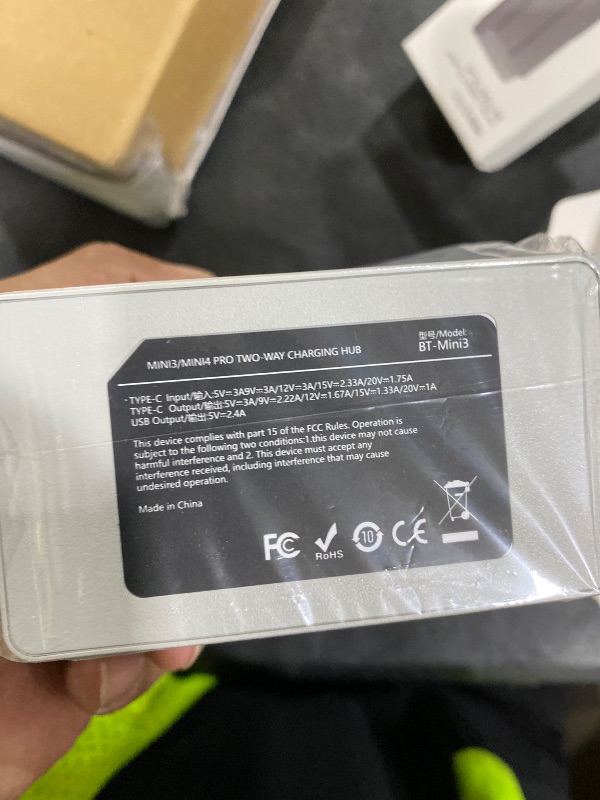 MINI3/MINI4 PRO TWO-WAY CHARGING HUB
型号/Model:
BT-Mini3
TYPE-C Input/输入:5V⎓3A9V⎓3A/12V⎓3A/15V⎓2.33A/20V⎓1.75A
TYPE-C Output/输出:5V⎓3A/9V⎓2.22A/12V⎓1.67A/15V⎓1.33A/20V⎓1A
USB Output/输出:5V⎓2.4A
This device complies with part 15 of the FCC Rules. Operation is
subject to the following two conditions:1.this device may not cause
harmful interference and 2. This device must accept any
interference received, including interference that may cause
undesired operation.
Made in China
FC
RoHS
10
CE